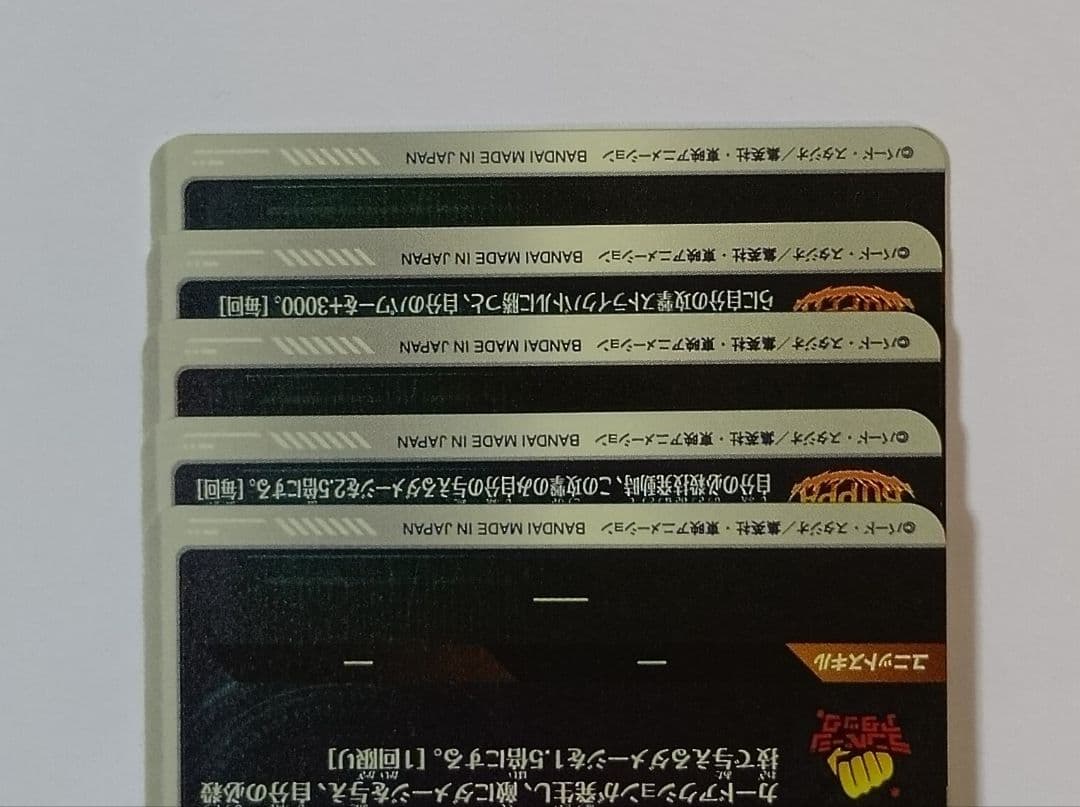 ©バード・スタジオ／集英社・東映アニメーション BANDAI MADE IN JAPAN
©バード・スタジオ／集英社・東映アニメーション BANDAI MADE IN JAPAN
らに自分の攻撃ストライクバトルに勝つと、自分のパワーを+3000。[毎回]
©バード・スタジオ／集英社・東映アニメーション BANDAI MADE IN JAPAN
©バード・スタジオ／集英社・東映アニメーション BANDAI MADE IN JAPAN
自分の必殺技発動時、この攻撃のみ自分の与えるダメージを2.5倍にする。[毎回]
©バード・スタジオ／集英社・東映アニメーション BANDAI MADE IN JAPAN
ユニットスキル
カードアクションが発生し、敵にダメージを与え、自分の必殺
技で与えるダメージを1.5倍にする。[1回限り]
アタック